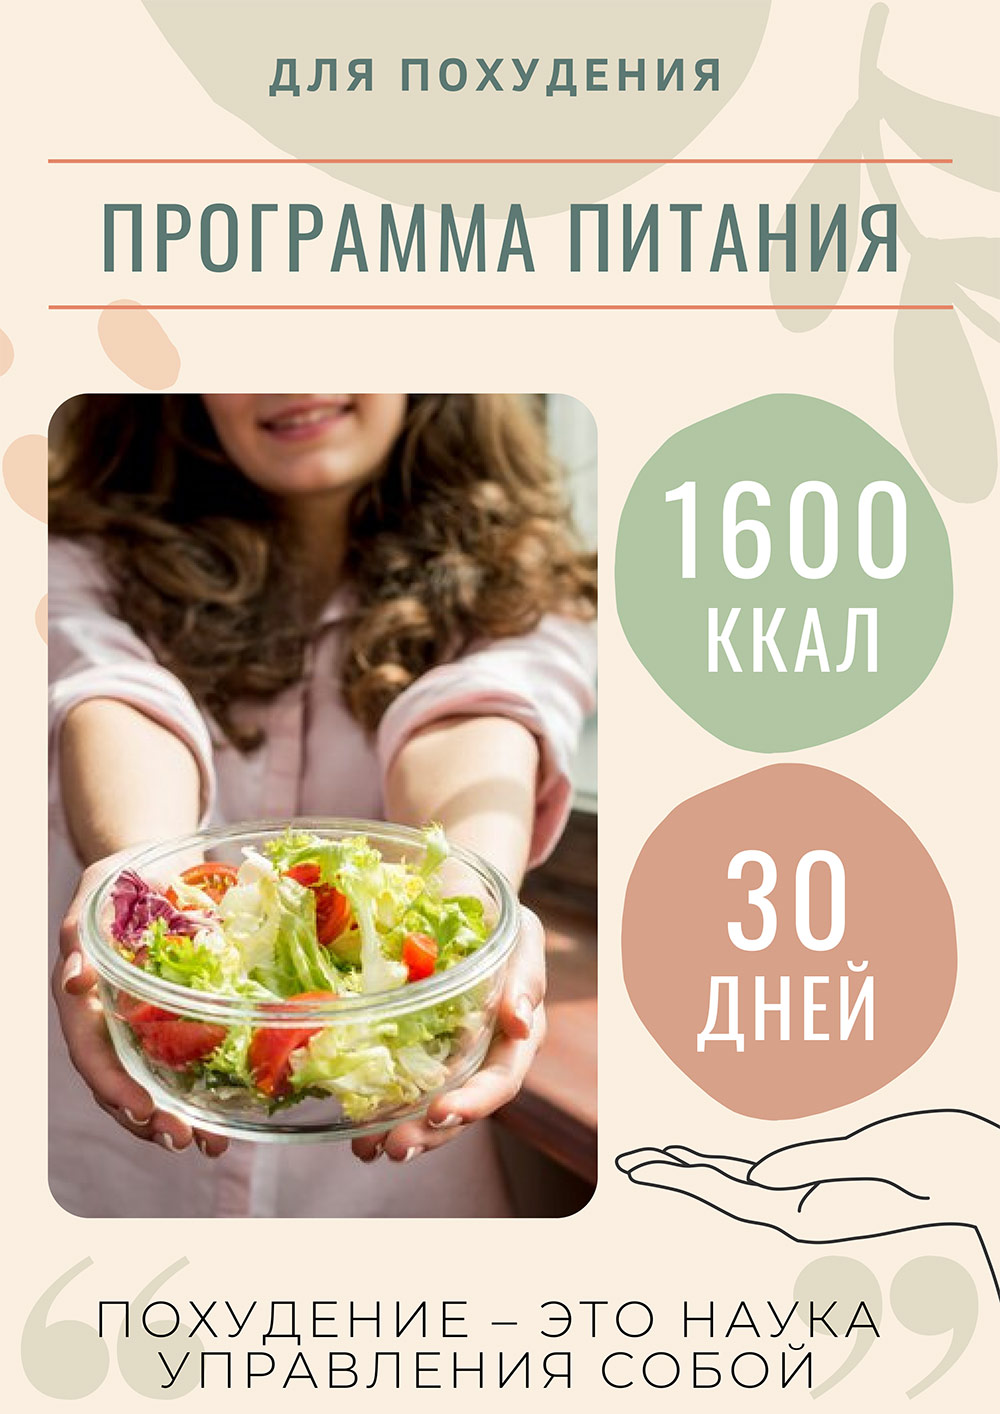 ДЛЯ ПОХУДЕНИЯ
ПРОГРАММА ПИТАНИЯ
1600
ККАЛ
30
ДНЕЙ
ПОХУДЕНИЕ – ЭТО НАУКА
УПРАВЛЕНИЯ СОБОЙ